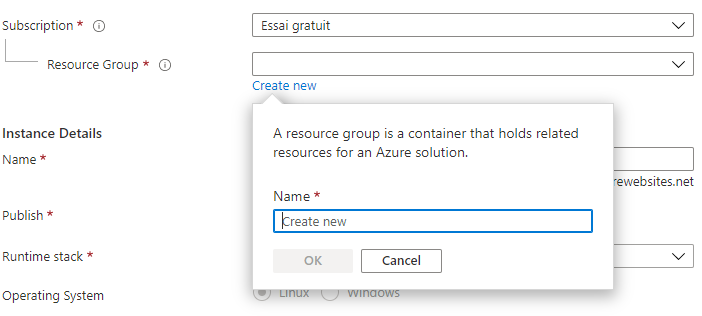 Subscription * ⓘ
Essai gratuit
Resource Group * ⓘ
Create new
A resource group is a container that holds related
resources for an Azure solution.
Instance Details
Name *
rewebsites.net
Name *
Create new
Publish *
Runtime stack *
OK
Cancel
Operating System
Linux
Windows